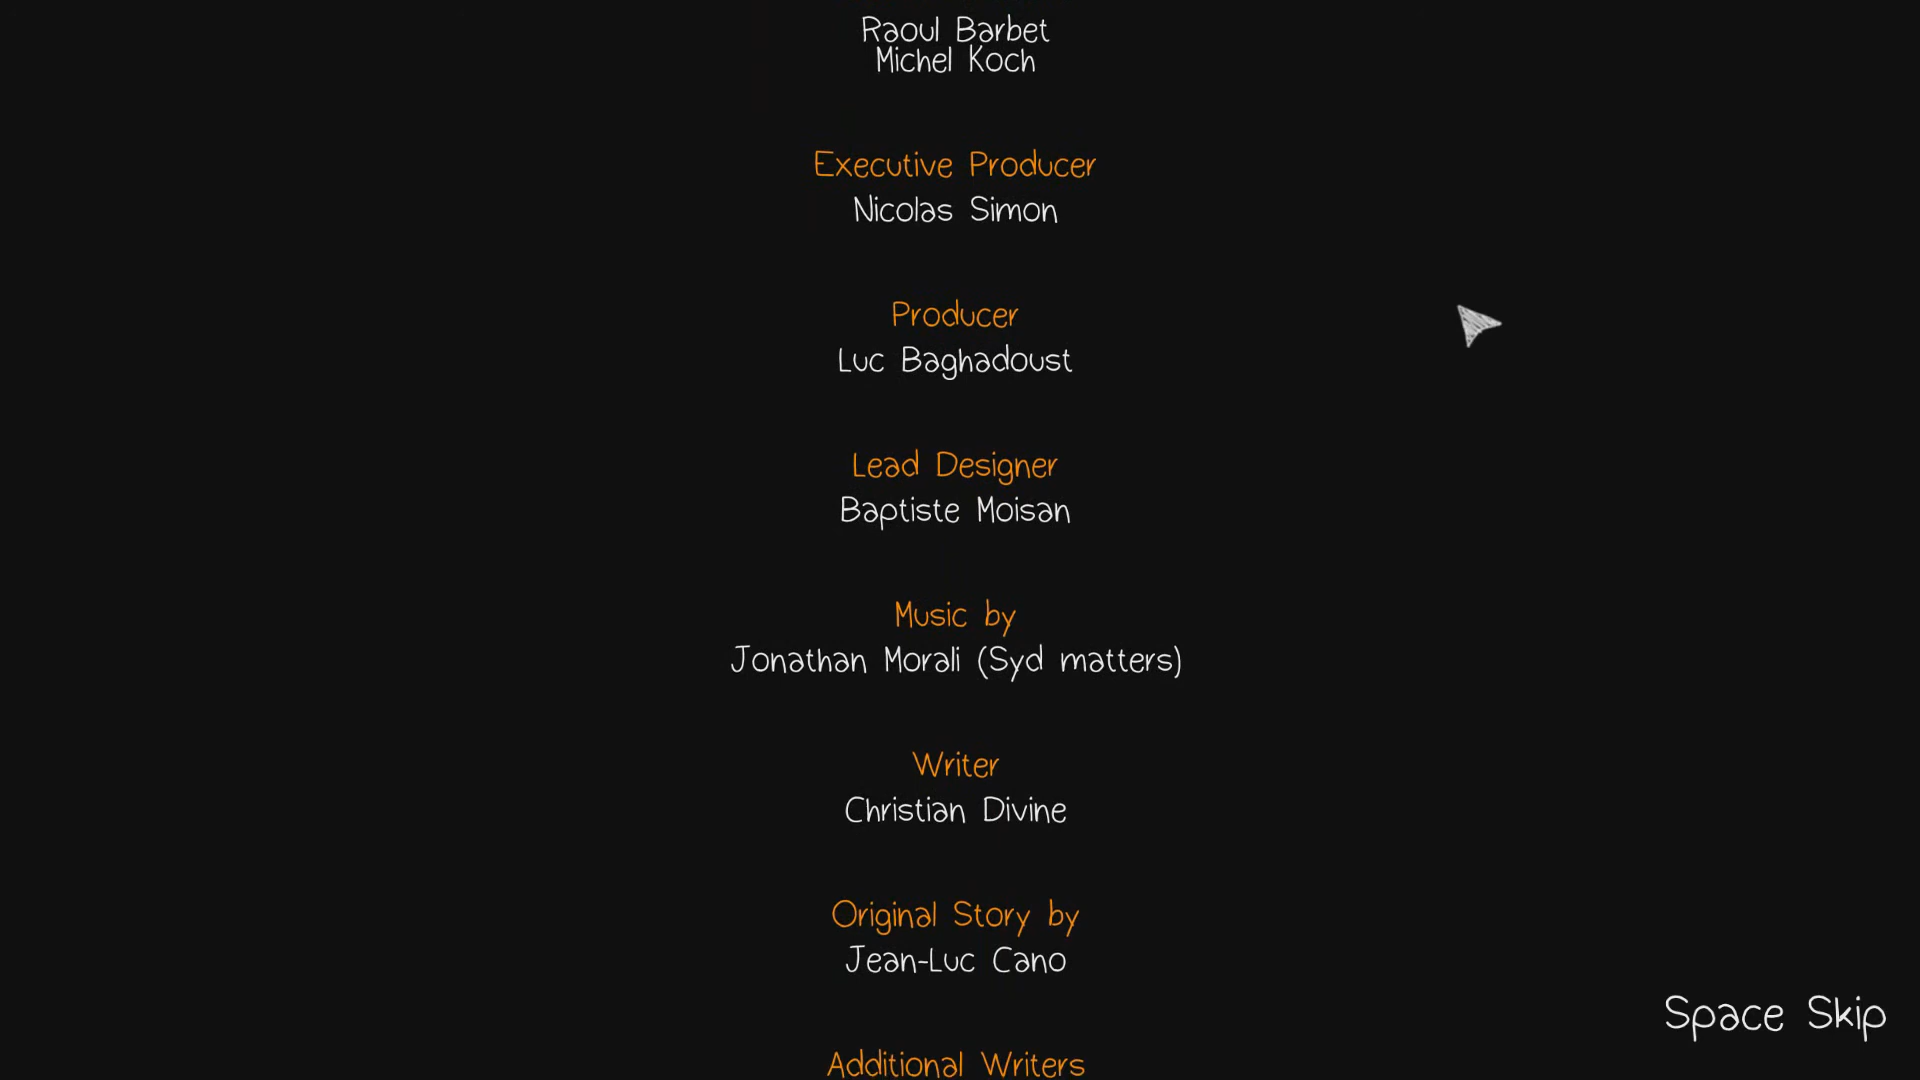 Raoul Barbet
Michel Koch
Executive Producer
Nicolas Simon
Producer
Luc Baghadoust
Lead Designer
Baptiste Moisan
Music by
Jonathan Morali (Syd matters)
Writer
Christian Divine
Original Story by
Jean-Luc Cano
Space Skip
Additional Writers